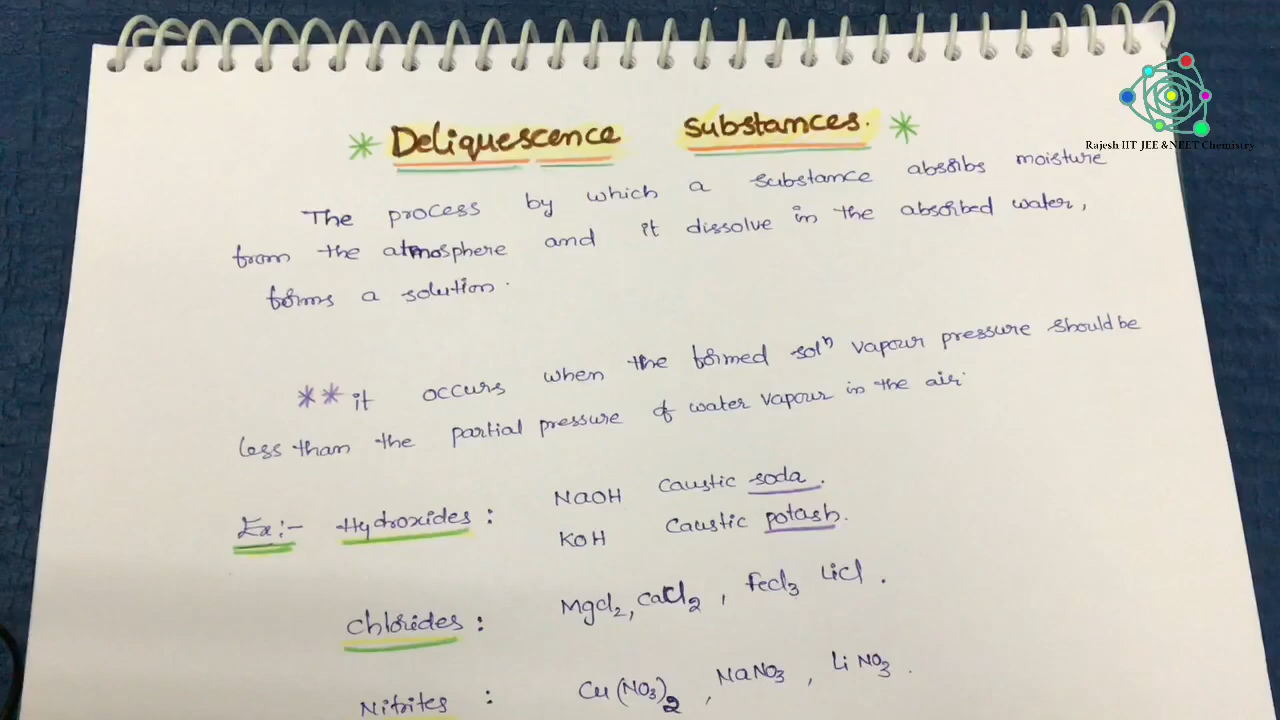 Deliquescence substances.
Rajesh IIT JEE &NEET Chemistry
The process by which a substance absorbs moisture
from the atmosphere and it dissolve in the absorbed water,
forms a solution.
** it occurs when the formed solⁿ vapour pressure should be
less than the partial pressure of water vapour in the air.
Ex:- Hydroxides : NaOH caustic soda.
KOH caustic potash.
chlorides : MgCl2, CaCl2, FeCl3 LiCl.
Nitrites : Cu(NO3)2, NaNO3, LiNO3.